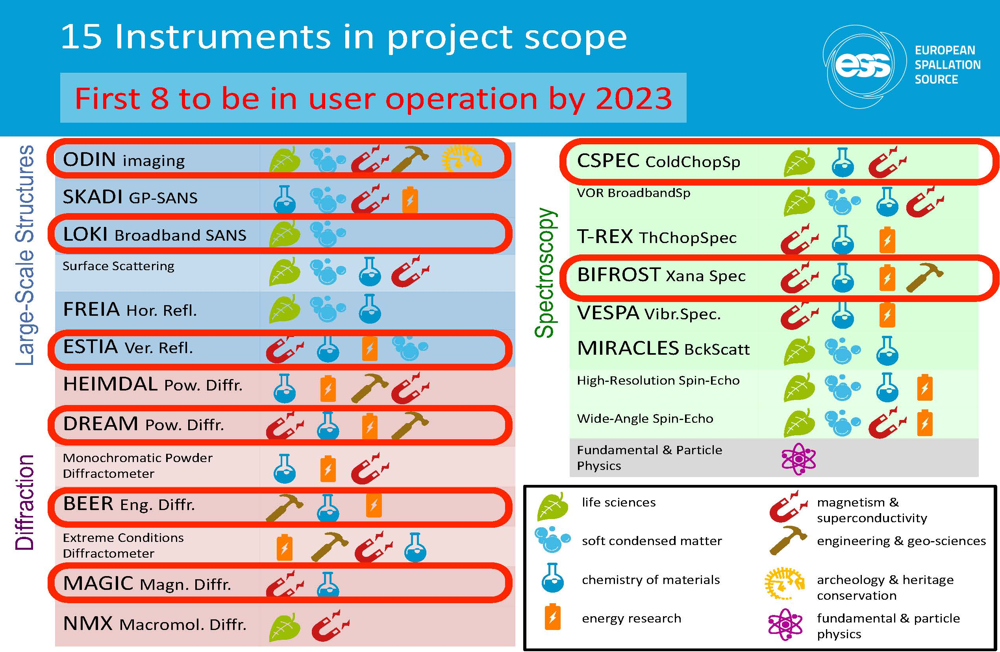 15 Instruments in project scope
First 8 to be in user operation by 2023
ess
EUROPEAN
SPALLATION
SOURCE
Large-Scale Structures
ODIN imaging
SKADI GP-SANS
LOKI Broadband SANS
Surface Scattering
FREIA Hor. Refl.
ESTIA Ver. Refl.
Diffraction
HEIMDAL Pow. Diffr.
DREAM Pow. Diffr.
Monochromatic Powder
Diffractometer
BEER Eng. Diffr.
Extreme Conditions
Diffractometer
MAGIC Magn. Diffr.
NMX Macromol. Diffr.
Spectroscopy
CSPEC ColdChopSp
VOR BroadbandSp
T-REX ThChopSpec
BIFROST Xana Spec
VESPA Vibr.Spec.
MIRACLES BckScatt
High-Resolution Spin-Echo
Wide-Angle Spin-Echo
Fundamental & Particle
Physics
life sciences
soft condensed matter
chemistry of materials
energy research
magnetism &
superconductivity
engineering & geo-sciences
archeology & heritage
conservation
fundamental & particle
physics